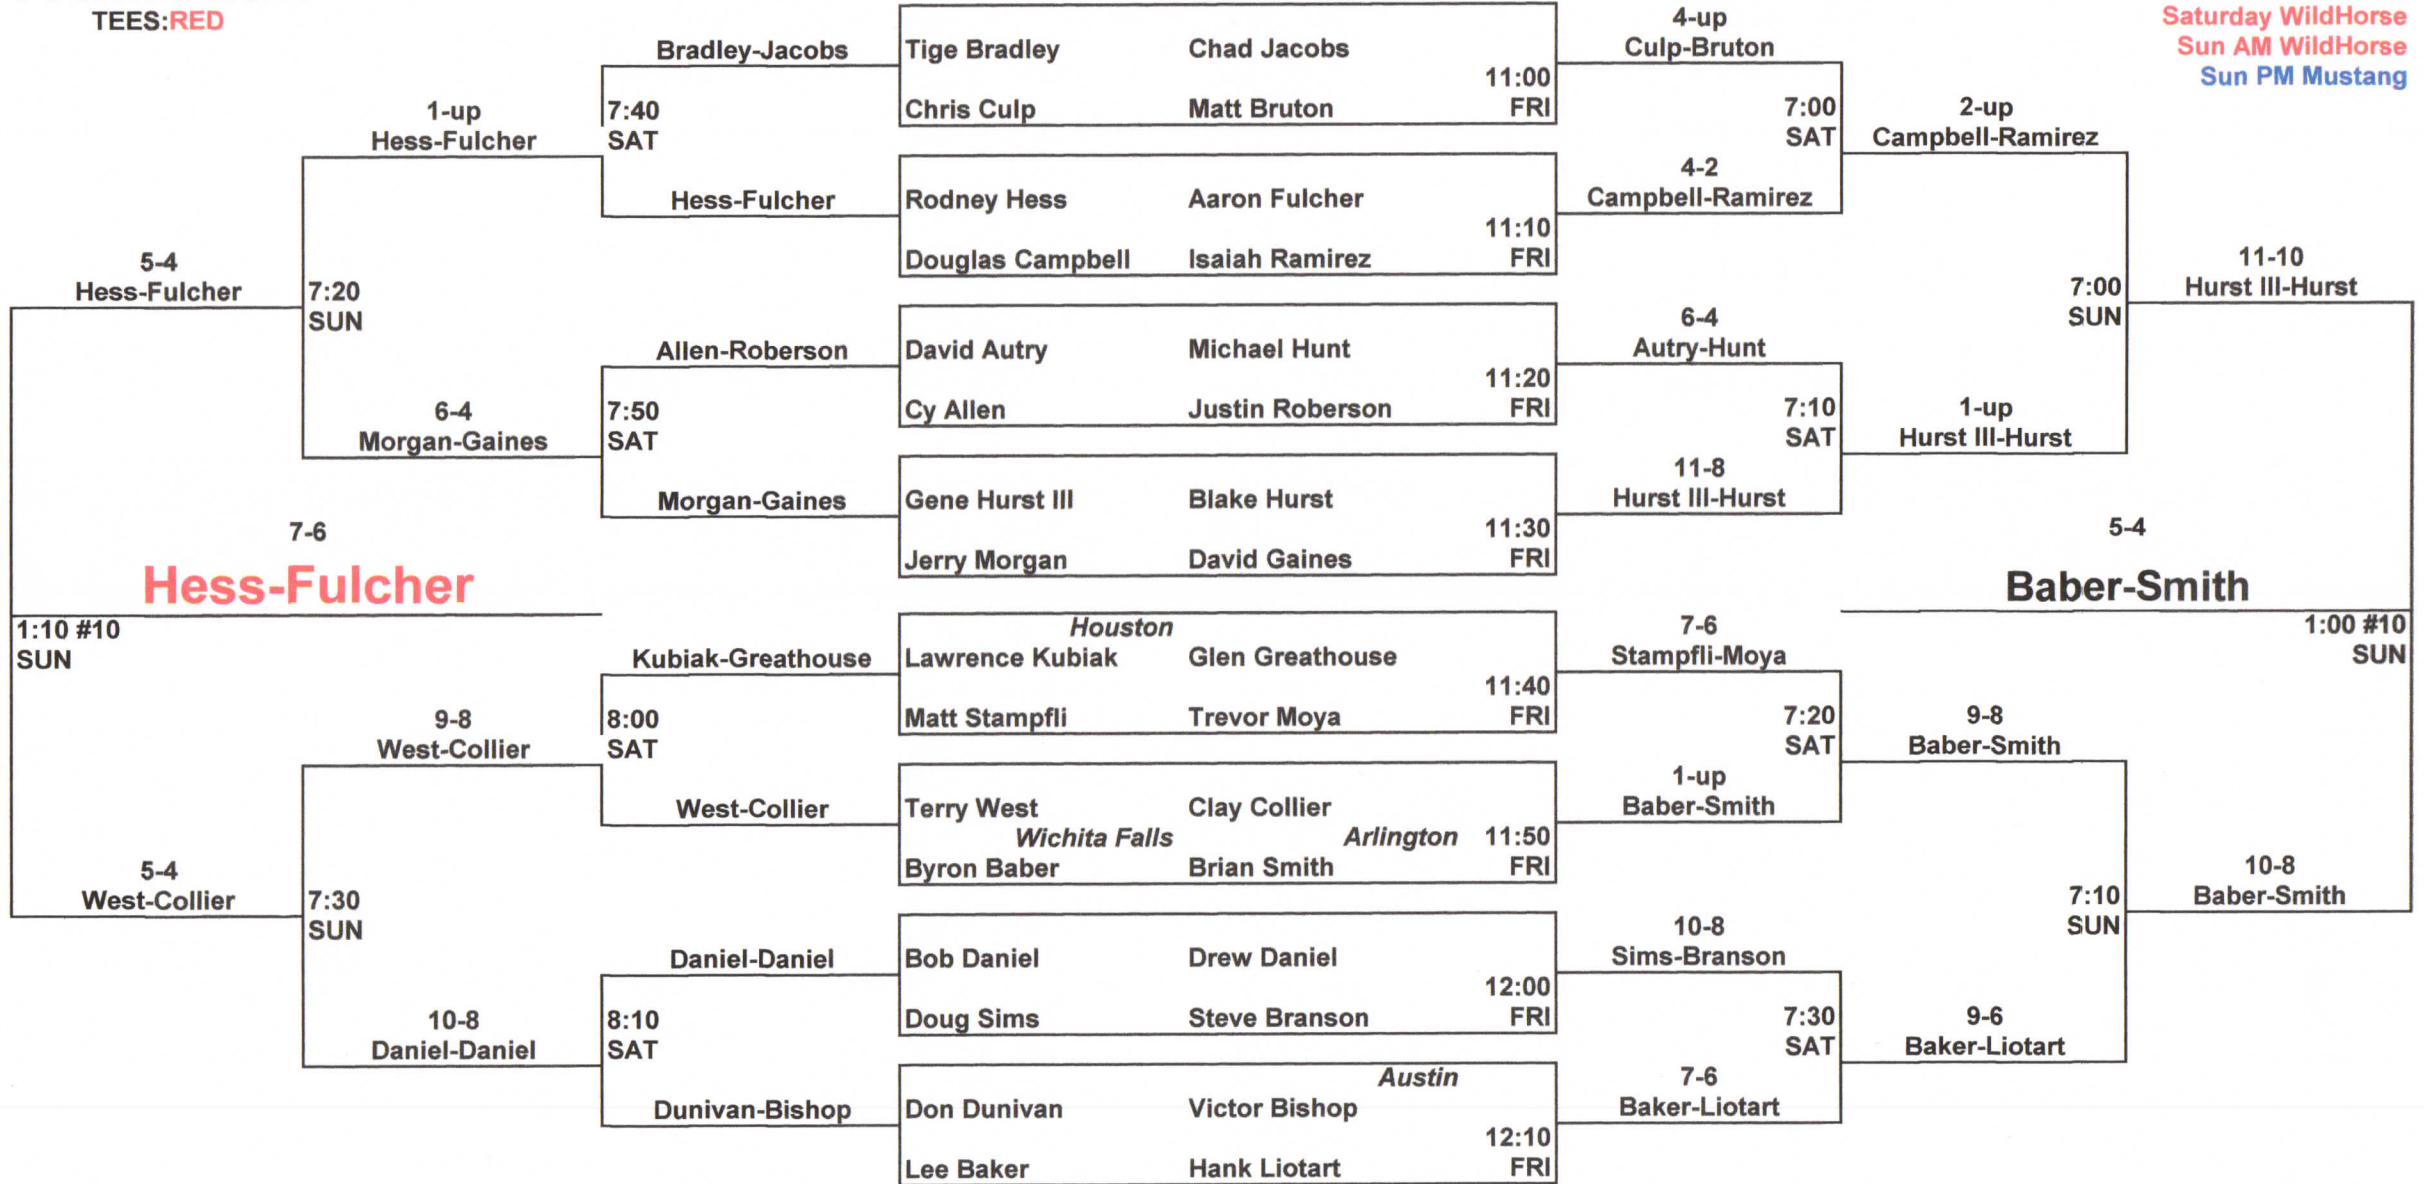 TEES:RED
Saturday WildHorse
Sun AM WildHorse
Sun PM Mustang
Bradley-Jacobs
7:40
SAT
1-up
Hess-Fulcher
Hess-Fulcher
5-4
Hess-Fulcher
7:20
SUN
Allen-Roberson
7:50
SAT
6-4
Morgan-Gaines
Morgan-Gaines
7-6
Hess-Fulcher
1:10 #10
SUN
Kubiak-Greathouse
8:00
SAT
9-8
West-Collier
West-Collier
5-4
West-Collier
7:30
SUN
Daniel-Daniel
8:10
SAT
10-8
Daniel-Daniel
Dunivan-Bishop
Tige Bradley Chad Jacobs
11:00
Chris Culp Matt Bruton FRI
Rodney Hess Aaron Fulcher
11:10
Douglas Campbell Isaiah Ramirez FRI
David Autry Michael Hunt
11:20
Cy Allen Justin Roberson FRI
Gene Hurst III Blake Hurst
11:30
Jerry Morgan David Gaines FRI
Houston
Lawrence Kubiak Glen Greathouse
11:40
Matt Stampfli Trevor Moya FRI
Terry West Clay Collier
Wichita Falls Arlington 11:50
Byron Baber Brian Smith FRI
Bob Daniel Drew Daniel
12:00
Doug Sims Steve Branson FRI
Austin
Don Dunivan Victor Bishop
12:10
Lee Baker Hank Liotart FRI
4-up
Culp-Bruton
7:00
SAT
4-2
Campbell-Ramirez
2-up
Campbell-Ramirez
6-4
Autry-Hunt
7:10
SAT
11-8
Hurst III-Hurst
1-up
Hurst III-Hurst
7:00
SUN
11-10
Hurst III-Hurst
5-4
Baber-Smith
1:00 #10
SUN
7-6
Stampfli-Moya
7:20
SAT
1-up
Baber-Smith
9-8
Baber-Smith
10-8
Sims-Branson
7:30
SAT
7-6
Baker-Liotart
9-6
Baker-Liotart
7:10
SUN
10-8
Baber-Smith